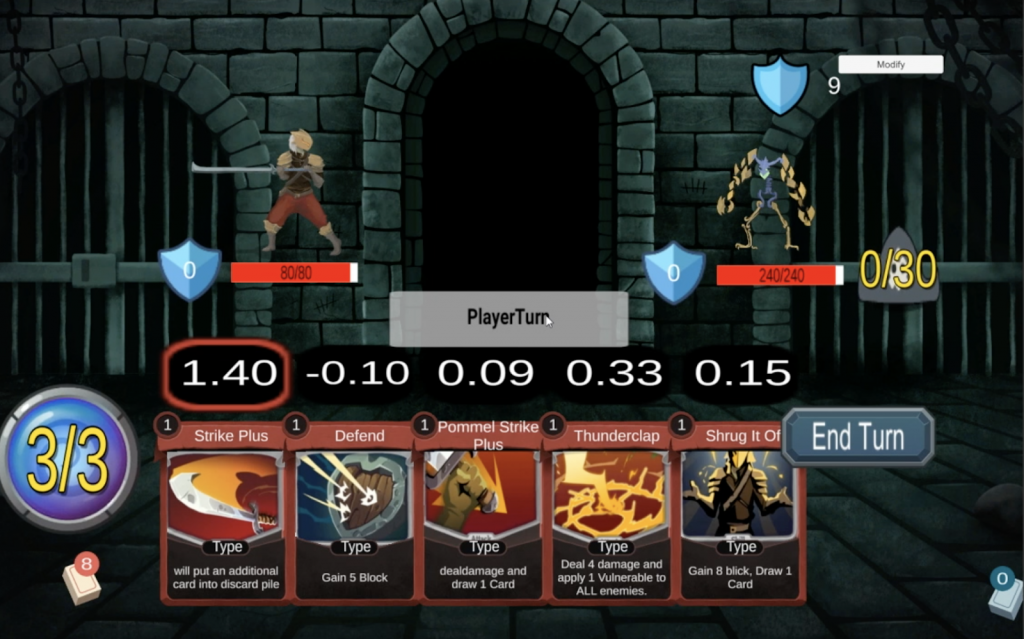 Modify
9
0
80/80
0
240/240
0/30
PlayerTurn
1.40
-0.10
0.09
0.33
0.15
3/3
1
Strike Plus
Type
will put an additional
card into discard pile
1
Defend
Type
Gain 5 Block
1
Pommel Strike
Plus
Type
dealdamage and
draw 1 Card
1
Thunderclap
Type
Deal 4 damage and
apply 1 Vulnerable to
ALL enemies.
1
Shrug It Of
Type
Gain 8 blick, Draw 1
Card
End Turn
8
0